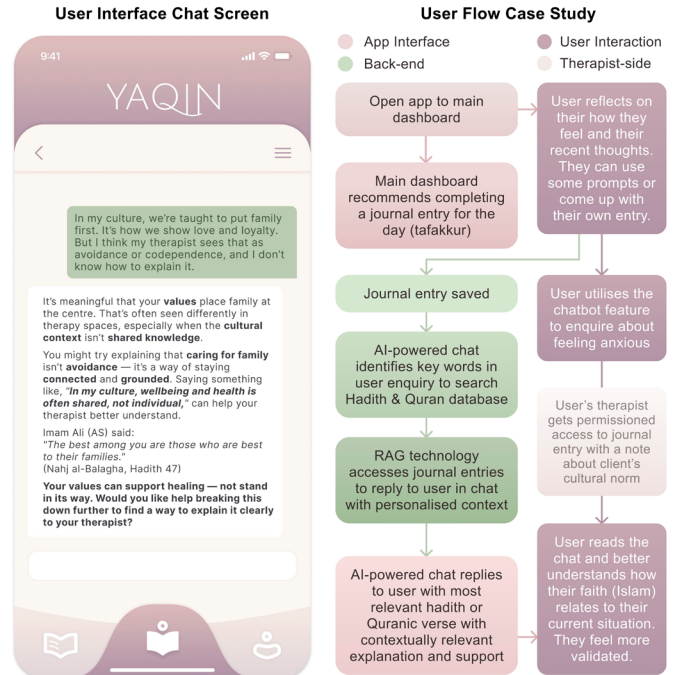 User Interface Chat Screen
9:41
YAQIN
In my culture, we're taught to put family
first. It's how we show love and loyalty.
But I think my therapist sees that as
avoidance or codependence, and I don't
know how to explain it.
It's meaningful that your values place family at
the centre. That's often seen differently in
therapy spaces, especially when the cultural
context isn't shared knowledge.
You might try explaining that caring for family
isn't avoidance — it's a way of staying
connected and grounded. Saying something
like, "In my culture, wellbeing and health is
often shared, not individual," can help your
therapist better understand.
Imam Ali (AS) said:
"The best among you are those who are best
to their families."
(Nahj al-Balagha, Hadith 47)
Your values can support healing — not stand
in its way. Would you like help breaking this
down further to find a way to explain it clearly
to your therapist?
User Flow Case Study
App Interface
Back-end
User Interaction
Therapist-side
Open app to main
dashboard
User reflects on
their how they
feel and their
recent thoughts.
They can use
some prompts or
come up with
their own entry.
Main dashboard
recommends completing
a journal entry for the
day (tafakkur)
Journal entry saved
User utilises the
chatbot feature
to enquire about
feeling anxious
AI-powered chat
identifies key words in
user enquiry to search
Hadith & Quran database
User's therapist
gets permissioned
access to journal
entry with a note
about client's
cultural norm
RAG technology
accesses journal entries
to reply to user in chat
with personalised context
AI-powered chat replies
to user with most
relevant hadith or
Quranic verse with
contextually relevant
explanation and support
User reads the
chat and better
understands how
their faith (Islam)
relates to their
current situation.
They feel more
validated.